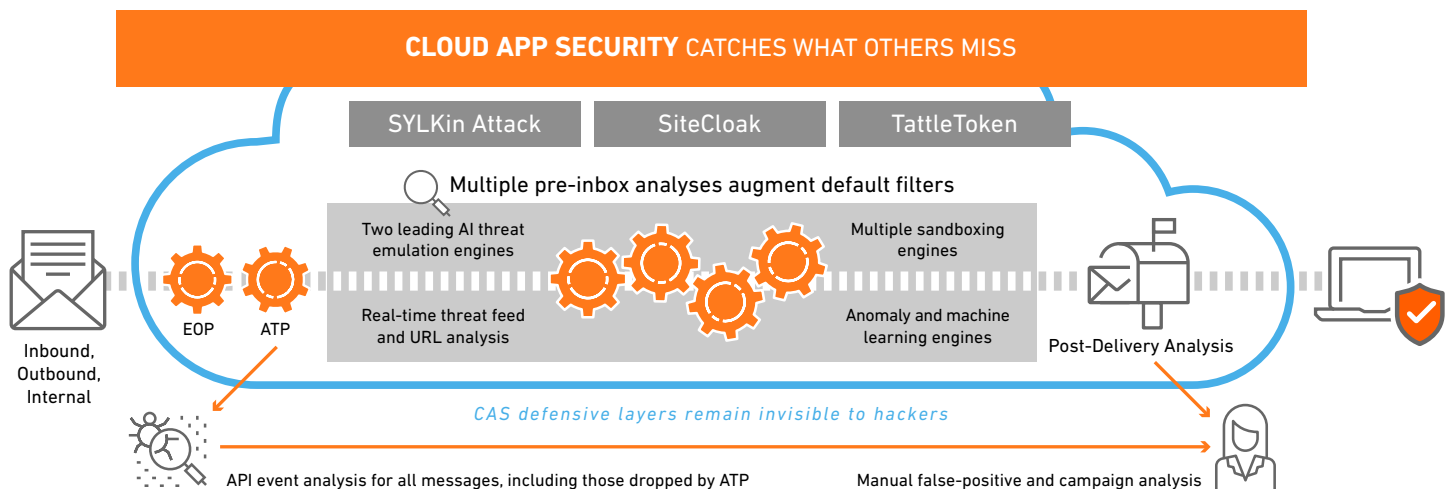 CLOUD APP SECURITY CATCHES WHAT OTHERS MISS
SYLKin Attack
SiteCloak
TattleToken
Multiple pre-inbox analyses augment default filters
Two leading AI threat
emulation engines
Multiple sandboxing
engines
EOP
ATP
Real-time threat feed
and URL analysis
Anomaly and machine
learning engines
Inbound,
Outbound,
Internal
Post-Delivery Analysis
CAS defensive layers remain invisible to hackers
API event analysis for all messages, including those dropped by ATP
Manual false-positive and campaign analysis